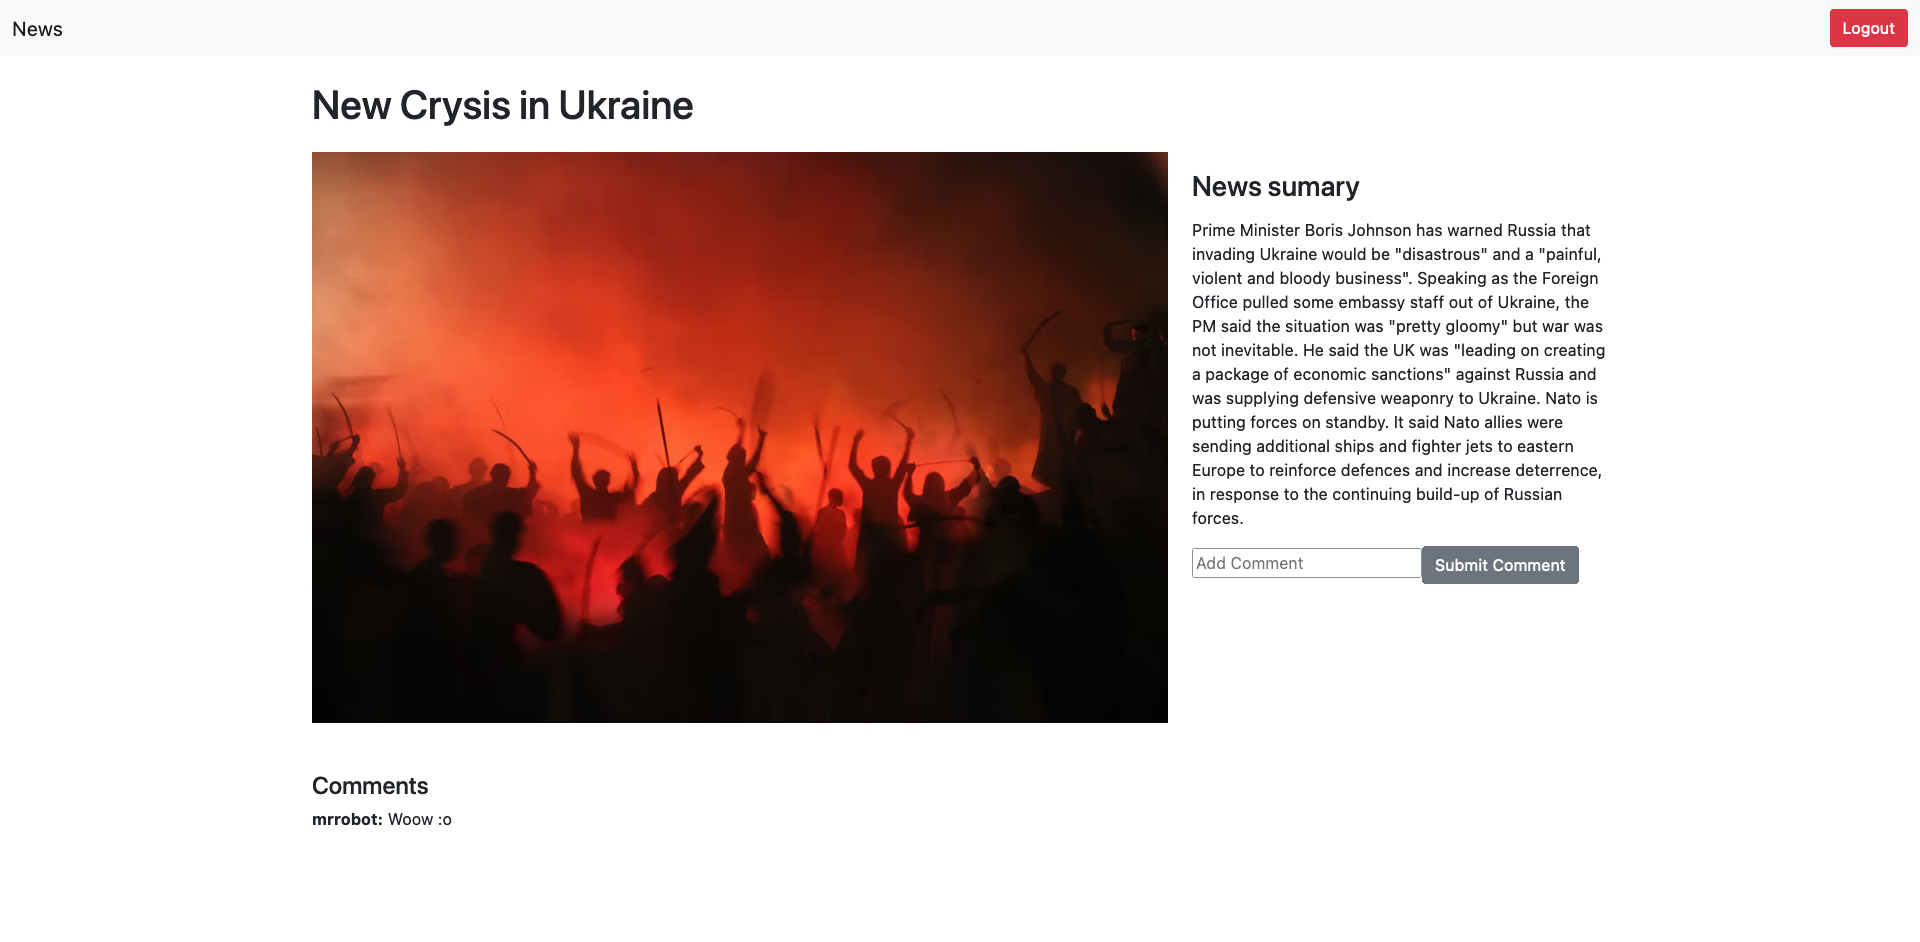 News
Logout
New Crysis in Ukraine
News sumary
Prime Minister Boris Johnson has warned Russia that
invading Ukraine would be "disastrous" and a "painful,
violent and bloody business". Speaking as the Foreign
Office pulled some embassy staff out of Ukraine, the
PM said the situation was "pretty gloomy" but war was
not inevitable. He said the UK was "leading on creating
a package of economic sanctions" against Russia and
was supplying defensive weaponry to Ukraine. Nato is
putting forces on standby. It said Nato allies were
sending additional ships and fighter jets to eastern
Europe to reinforce defences and increase deterrence,
in response to the continuing build-up of Russian
forces.
Add Comment
Submit Comment
Comments
mrrobot: Woow :o